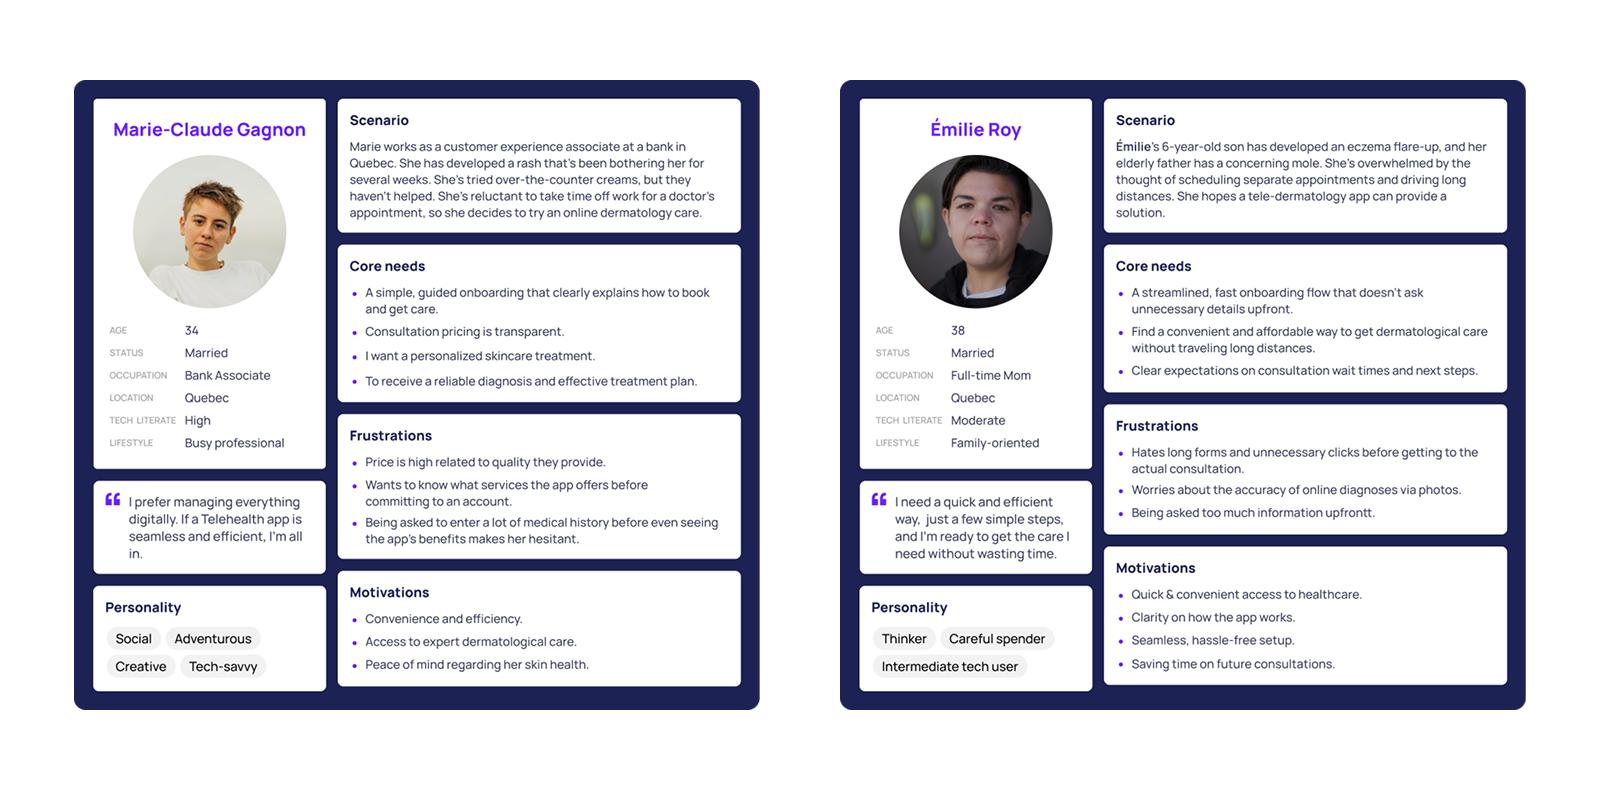 Marie-Claude Gagnon
AGE 34
STATUS Married
OCCUPATION Bank Associate
LOCATION Quebec
TECH LITERATE High
LIFESTYLE Busy professional
❝ I prefer managing everything
digitally. If a Telehealth app is
seamless and efficient, I'm all
in.
Personality
Social Adventurous
Creative Tech-savvy
Scenario
Marie works as a customer experience associate at a bank in
Quebec. She has developed a rash that's been bothering her for
several weeks. She's tried over-the-counter creams, but they
haven't helped. She's reluctant to take time off work for a doctor's
appointment, so she decides to try an online dermatology care.
Core needs
• A simple, guided onboarding that clearly explains how to book
and get care.
• Consultation pricing is transparent.
• I want a personalized skincare treatment.
• To receive a reliable diagnosis and effective treatment plan.
Frustrations
• Price is high related to quality they provide.
• Wants to know what services the app offers before
committing to an account.
• Being asked to enter a lot of medical history before even seeing
the app's benefits makes her hesitant.
Motivations
• Convenience and efficiency.
• Access to expert dermatological care.
• Peace of mind regarding her skin health.
Émilie Roy
AGE 38
STATUS Married
OCCUPATION Full-time Mom
LOCATION Quebec
TECH LITERATE Moderate
LIFESTYLE Family-oriented
❝ I need a quick and efficient
way, just a few simple steps,
and I'm ready to get the care I
need without wasting time.
Personality
Thinker Careful spender
Intermediate tech user
Scenario
Émilie's 6-year-old son has developed an eczema flare-up, and her
elderly father has a concerning mole. She's overwhelmed by the
thought of scheduling separate appointments and driving long
distances. She hopes a tele-dermatology app can provide a
solution.
Core needs
• A streamlined, fast onboarding flow that doesn't ask
unnecessary details upfront.
• Find a convenient and affordable way to get dermatological care
without traveling long distances.
• Clear expectations on consultation wait times and next steps.
Frustrations
• Hates long forms and unnecessary clicks before getting to the
actual consultation.
• Worries about the accuracy of online diagnoses via photos.
• Being asked too much information upfrontt.
Motivations
• Quick & convenient access to healthcare.
• Clarity on how the app works.
• Seamless, hassle-free setup.
• Saving time on future consultations.